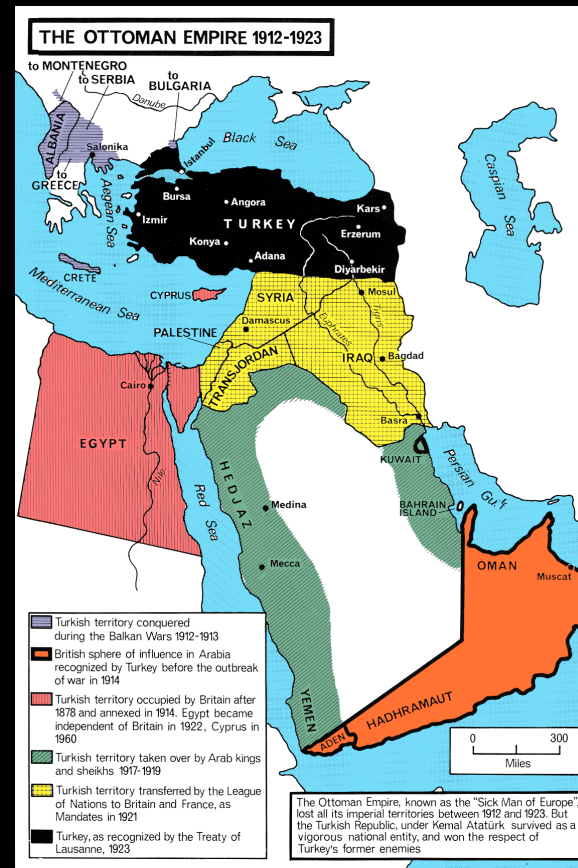 THE OTTOMAN EMPIRE 1912-1923
to MONTENEGRO
to SERBIA
to
BULGARIA
Danube
ALBANIA
Salonika
to
GREECE
Istanbul
Black Sea
Caspian Sea
Bursa
Angora
Kars
TURKEY
Izmir
Erzerum
Konya
Adana
Diyarbekir
Aegean Sea
Mediterranean Sea
CRETE
CYPRUS
SYRIA
Mosul
Damascus
Euphrates
Tigris
PALESTINE
TRANSJORDAN
IRAQ
Bagdad
Cairo
Basra
EGYPT
Nile
KUWAIT
Persian Gulf
HEDJAZ
Red Sea
Medina
BAHRAIN
ISLAND
Mecca
OMAN
Muscat
YEMEN
ADEN
HADHRAMAUT
0 300
Miles
Turkish territory conquered
during the Balkan Wars 1912-1913
British sphere of influence in Arabia
recognized by Turkey before the outbreak
of war in 1914
Turkish territory occupied by Britain after
1878 and annexed in 1914. Egypt became
independent of Britain in 1922, Cyprus in
1960
Turkish territory taken over by Arab kings
and sheikhs 1917-1919
Turkish territory transferred by the League
of Nations to Britain and France, as
Mandates in 1921
Turkey, as recognized by the Treaty of
Lausanne, 1923
The Ottoman Empire, known as the "Sick Man of Europe",
lost all its imperial territories between 1912 and 1923. But
the Turkish Republic, under Kemal Atatürk survived as a
vigorous national entity, and won the respect of
Turkey's former enemies